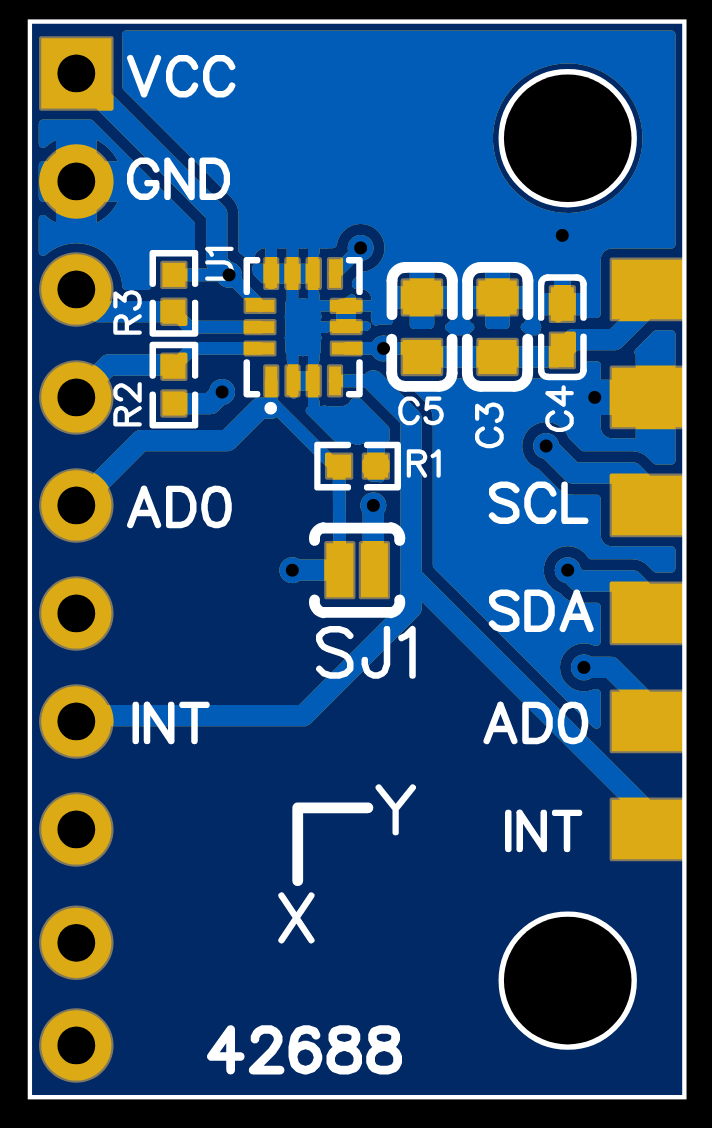 VCC
GND
U1
R3
R2
C5
C3
C4
R1
SCL
AD0
SDA
SJ1
INT
AD0
Y
INT
X
42688